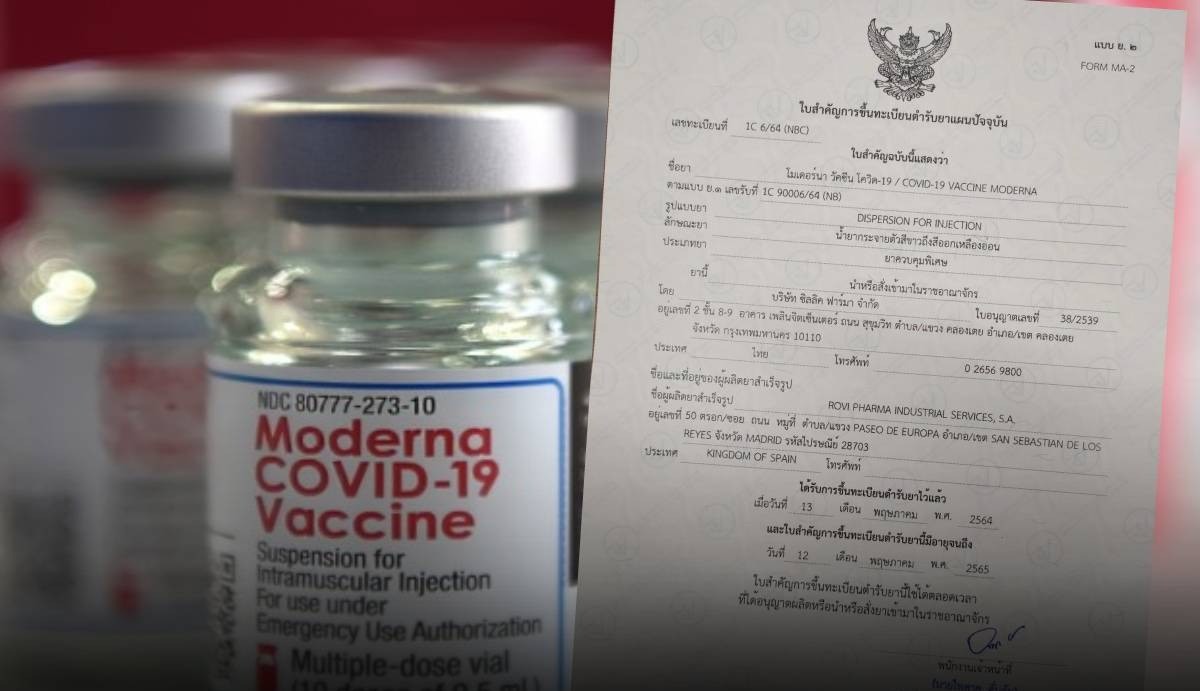 NDC 80777-273-10
Moderna
COVID-19
Vaccine
Suspension for
Intramuscular Injection
For use under
Emergency Use Authorization
Multiple-dose vial
แบบ ย. ๒
FORM MA-2
ใบสำคัญการขึ้นทะเบียนตำรับยาแผนปัจจุบัน
เลขทะเบียนที่ 1C 6/64 (NBC)
ใบสำคัญฉบับนี้แสดงว่า
ชื่อยา โมเดอร์นา วัคซีน โควิด-19 / COVID-19 VACCINE MODERNA
ตามแบบ ย.๑ เลขรับที่ 1C 90006/64 (NB)
รูปแบบยา DISPERSION FOR INJECTION
ลักษณะยา น้ำยากระจายตัวสีขาวถึงสีออกเหลืองอ่อน
ประเภทยา ยาควบคุมพิเศษ
ยานี้ นำหรือสั่งเข้ามาในราชอาณาจักร
โดย บริษัท ซิลลิค ฟาร์มา จำกัด ใบอนุญาตเลขที่ 38/2539
อยู่เลขที่ 2 ชั้น 8-9 อาคาร เพลินจิตเซ็นเตอร์ ถนน สุขุมวิท ตำบล/แขวง คลองเตย อำเภอ/เขต คลองเตย
จังหวัด กรุงเทพมหานคร 10110
ประเทศ ไทย โทรศัพท์ 0 2656 9800
ชื่อและที่อยู่ของผู้ผลิตยาสำเร็จรูป
ชื่อผู้ผลิตยาสำเร็จรูป ROVI PHARMA INDUSTRIAL SERVICES, S.A.
อยู่เลขที่ 50 ตรอก/ซอย ถนน หมู่ที่ ตำบล/แขวง PASEO DE EUROPA อำเภอ/เขต SAN SEBASTIAN DE LOS
REYES จังหวัด MADRID รหัสไปรษณีย์ 28703
ประเทศ KINGDOM OF SPAIN โทรศัพท์
ได้รับการขึ้นทะเบียนตำรับยาไว้แล้ว
เมื่อวันที่ 13 เดือน พฤษภาคม พ.ศ. 2564
และใบสำคัญการขึ้นทะเบียนตำรับยานี้มีอายุจนถึง
วันที่ 12 เดือน พฤษภาคม พ.ศ. 2565
ใบสำคัญการขึ้นทะเบียนตำรับยานี้ใช้ได้ตลอดเวลา
ที่ได้อนุญาตผลิตหรือนำหรือสั่งยาเข้ามาในราชอาณาจักร
พนักงานเจ้าหน้าที่